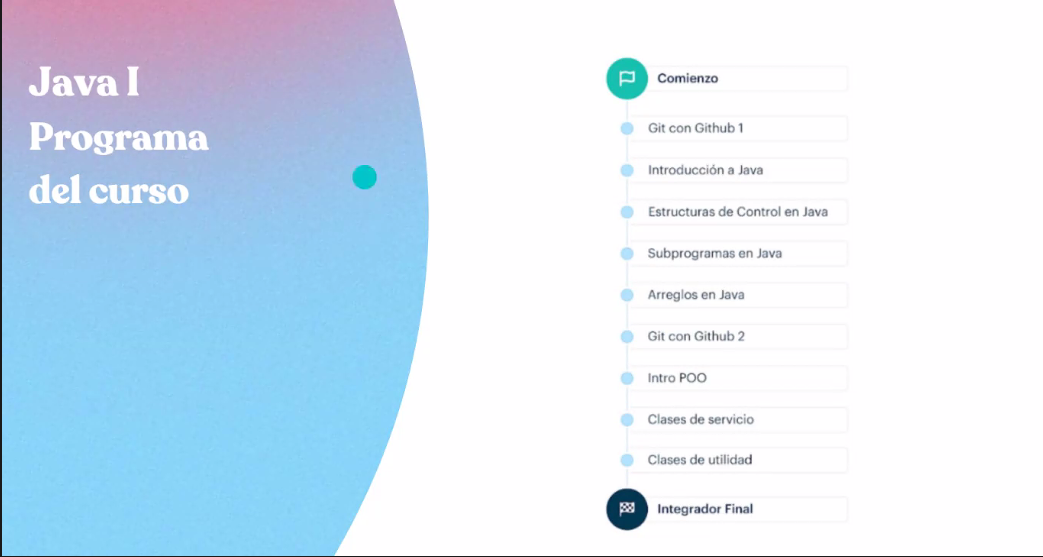 Java I
Programa
del curso
Comienzo
Git con Github 1
Introducción a Java
Estructuras de Control en Java
Subprogramas en Java
Arreglos en Java
Git con Github 2
Intro POO
Clases de servicio
Clases de utilidad
Integrador Final